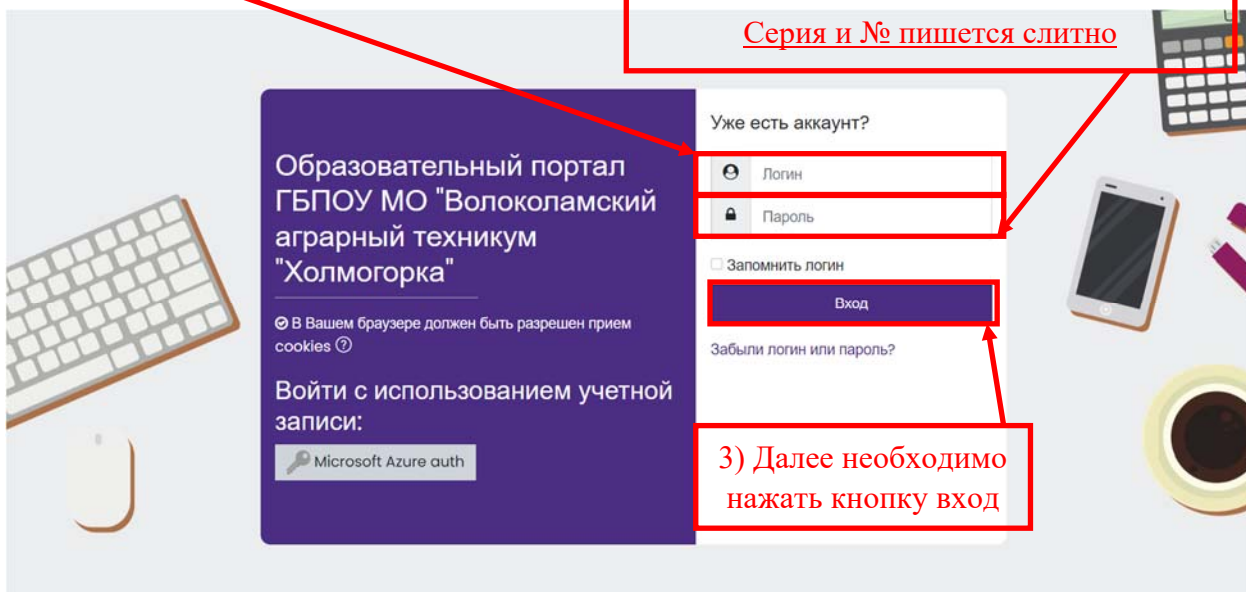 Серия и № пишется слитно
Образовательный портал
ГБПОУ МО "Волоколамский
аграрный техникум
"Холмогорка"
В Вашем браузере должен быть разрешен прием
cookies
Войти с использованием учетной
записи:
Microsoft Azure auth
Уже есть аккаунт?
Логин
Пароль
Запомнить логин
Вход
Забыли логин или пароль?
3) Далее необходимо
нажать кнопку вход